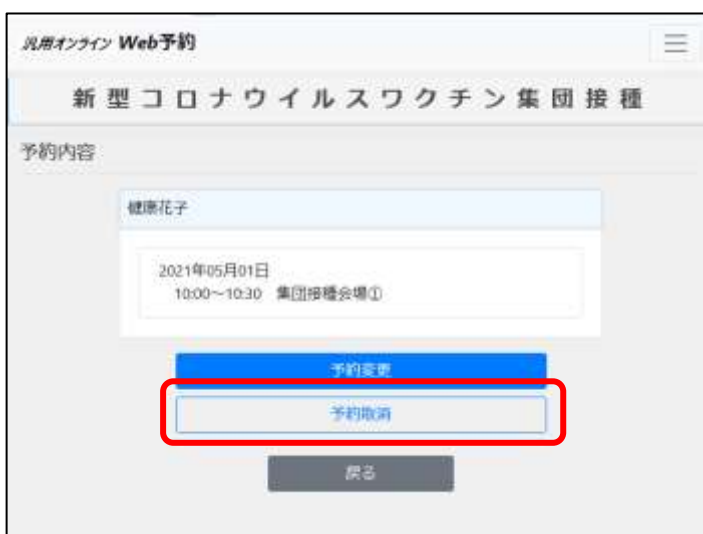 汎用オンライン Web予約
新型コロナウイルスワクチン集団接種
予約内容
健康花子
2021年05月01日
10:00～10:30 集団接種会場①
予約変更
予約取消
戻る